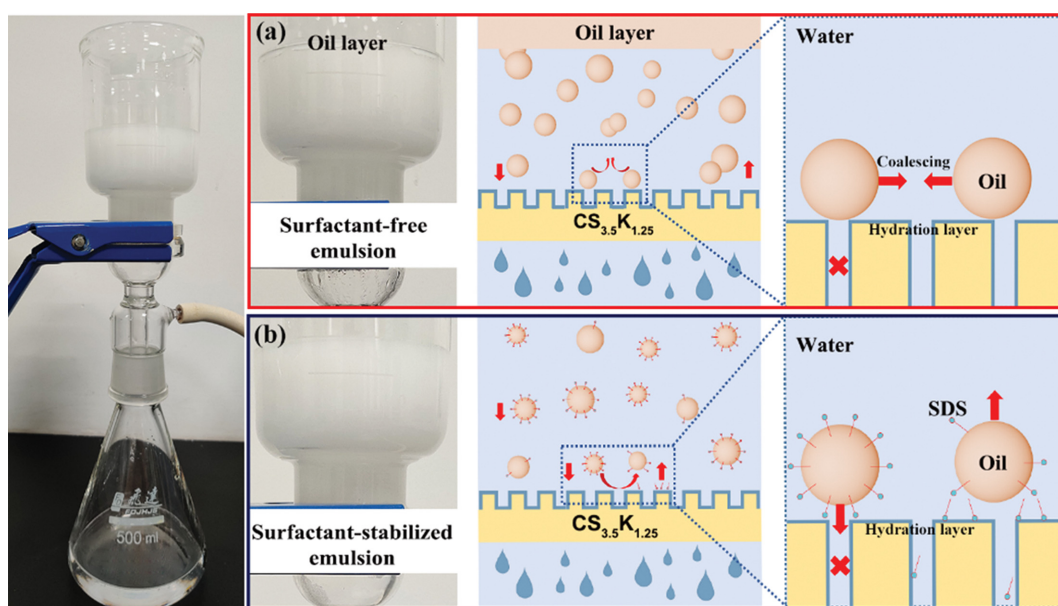 (a)
Oil layer
Surfactant-free
emulsion
Oil layer
CS3.5K1.25
Water
Coalescing
Oil
Hydration layer
500 ml
(b)
Surfactant-stabilized
emulsion
CS3.5K1.25
Water
SDS
Oil
Hydration layer